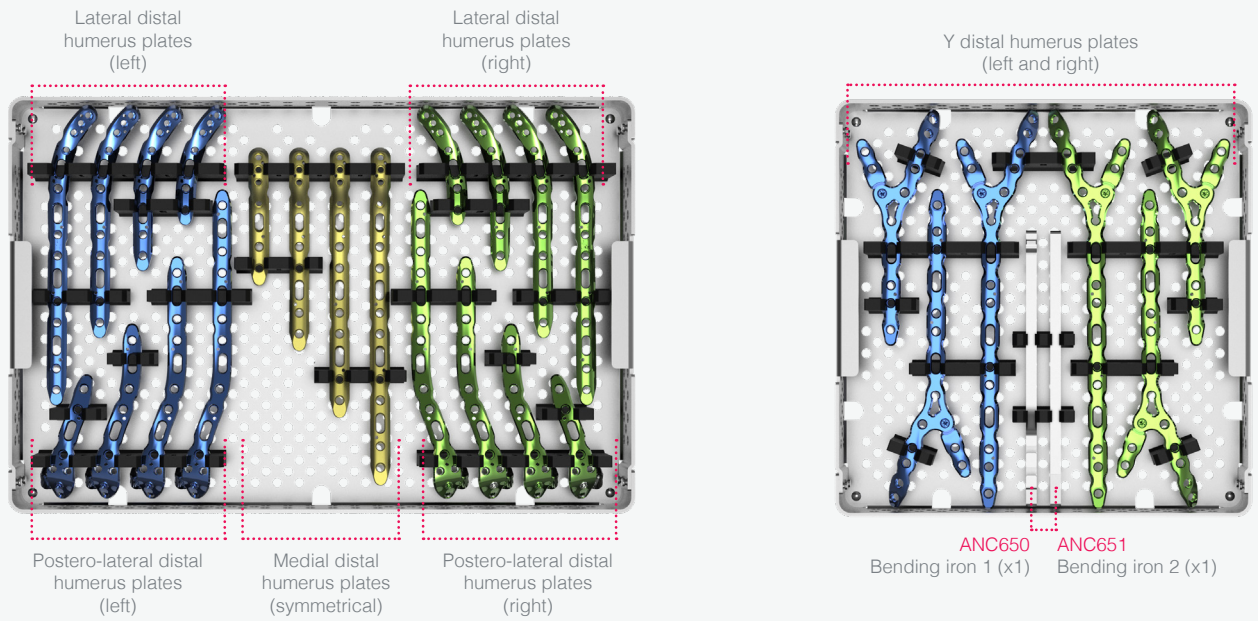 Lateral distal
humerus plates
(left)
Lateral distal
humerus plates
(right)
Y distal humerus plates
(left and right)
Postero-lateral distal
humerus plates
(left)
Medial distal
humerus plates
(symmetrical)
Postero-lateral distal
humerus plates
(right)
ANC650
Bending iron 1 (x1)
ANC651
Bending iron 2 (x1)